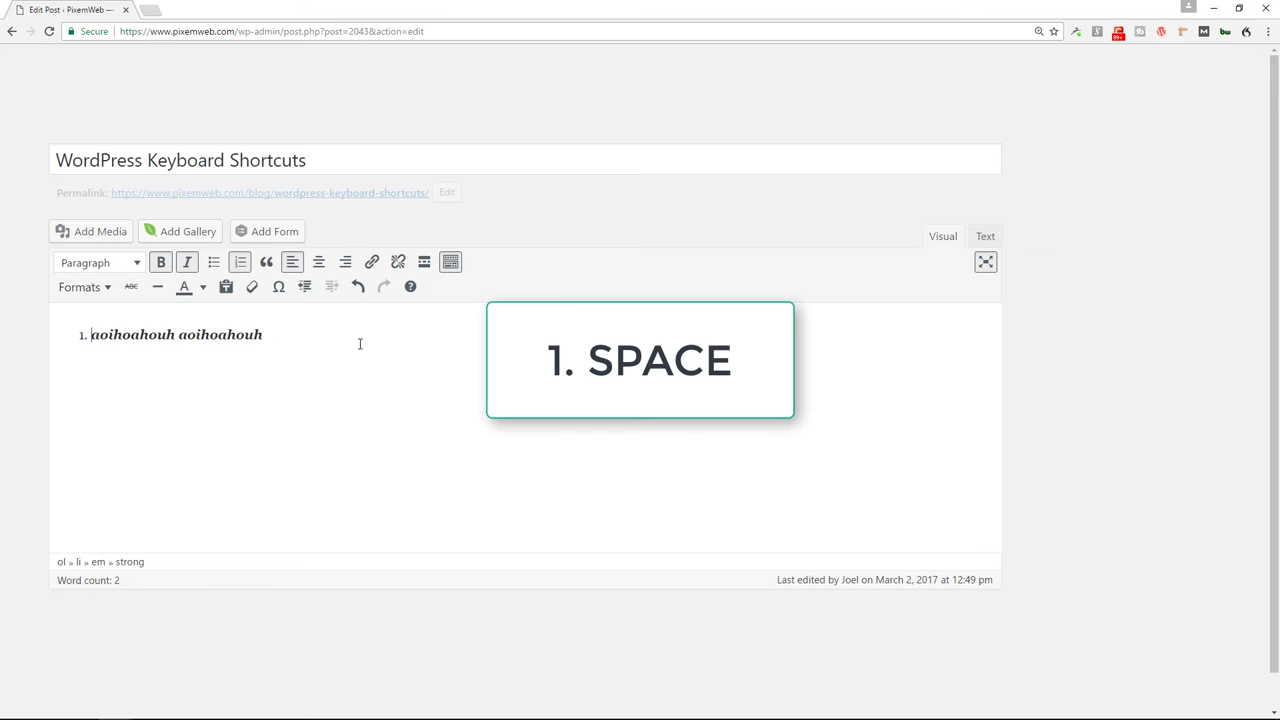 Edit Post ‹ PixemWeb —
Secure https://www.pixemweb.com/wp-admin/post.php?post=2043&action=edit
99+
M
bw
WordPress Keyboard Shortcuts
Permalink: https://www.pixemweb.com/blog/wordpress-keyboard-shortcuts/ Edit
Add Media Add Gallery Add Form
Visual Text
Paragraph B I
Formats ABC A Ω
1. aoihoahouh aoihoahouh
1. SPACE
ol » li » em » strong
Word count: 2
Last edited by Joel on March 2, 2017 at 12:49 pm